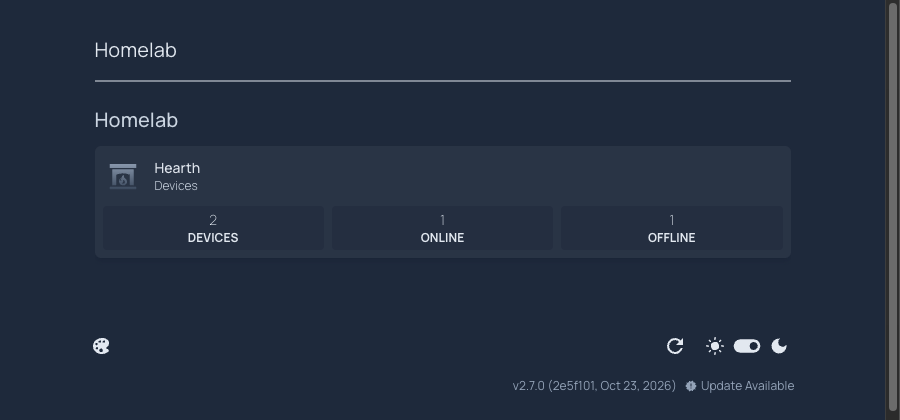 Homelab
Homelab
Hearth
Devices
2
DEVICES
1
ONLINE
1
OFFLINE
v2.7.0 (2e5f101, Oct 23, 2026) Update Available